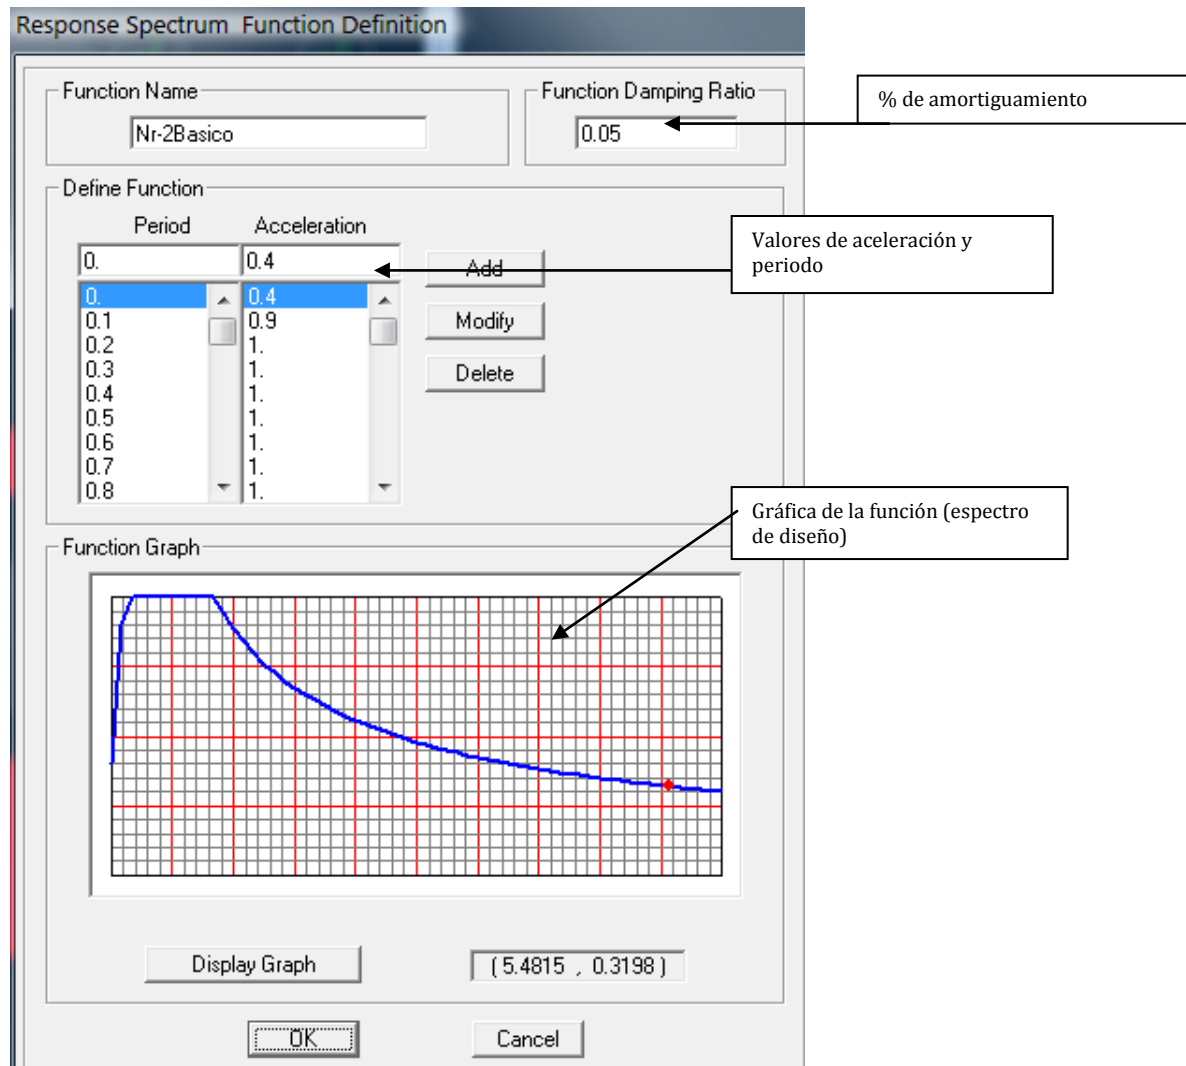 Response Spectrum Function Definition
Function Name
Function Damping Ratio
% de amortiguamiento
Nr-2Basico
0.05
Define Function
Period
Acceleration
Valores de aceleración y
periodo
0.
0.4
Add
0.
0.4
0.1
0.9
Modify
0.2
1.
0.3
1.
Delete
0.4
1.
0.5
1.
0.6
1.
0.7
1.
0.8
1.
Gráfica de la función (espectro
de diseño)
Function Graph
Display Graph
( 5.4815 , 0.3198 )
OK
Cancel